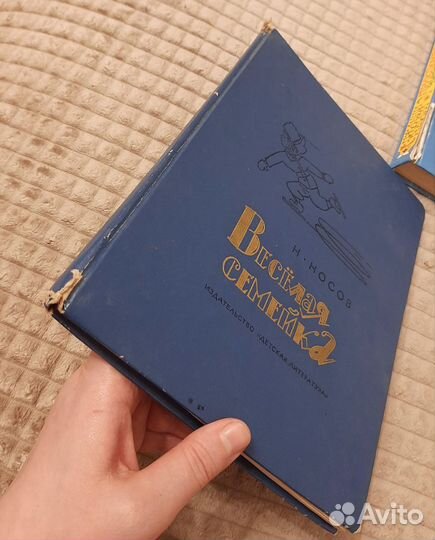 Н · НОСОВ
ВЕСЁЛАЯ
СЕМЕЙКА
ИЗДАТЕЛЬСТВО «ДЕТСКАЯ ЛИТЕРАТУРА»
Avito